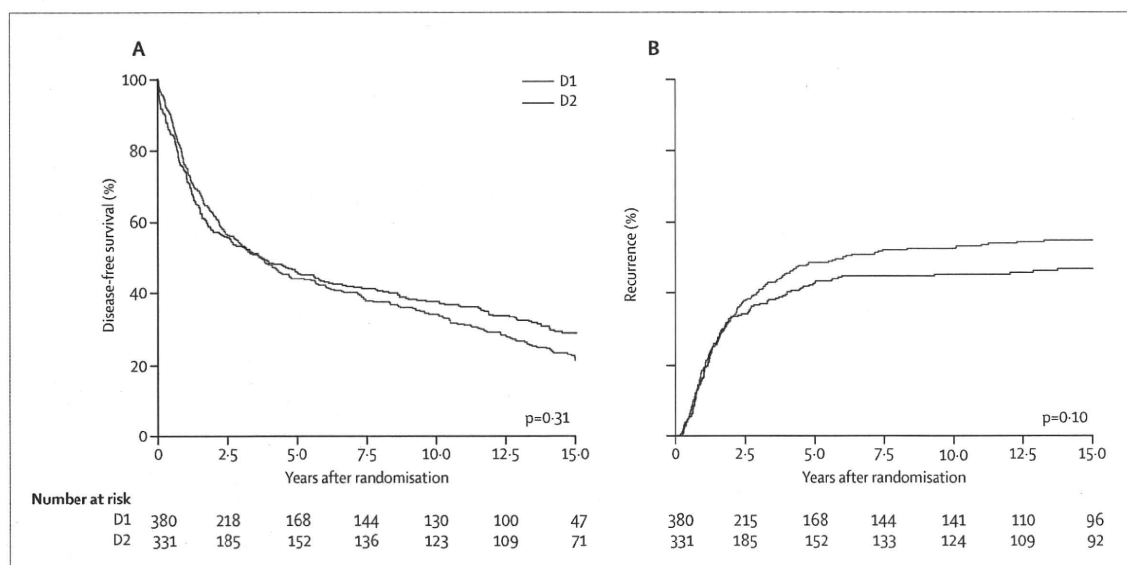 A
B
D1
D2
100
80
60
40
20
0
Disease-free survival (%)
p=0·31
0 2·5 5·0 7·5 10·0 12·5 15·0
Years after randomisation
Recurrence (%)
p=0·10
0 2·5 5·0 7·5 10·0 12·5 15·0
Years after randomisation
Number at risk
D1 380 218 168 144 130 100 47
D2 331 185 152 136 123 109 71
380 215 168 144 141 110 96
331 185 152 133 124 109 92